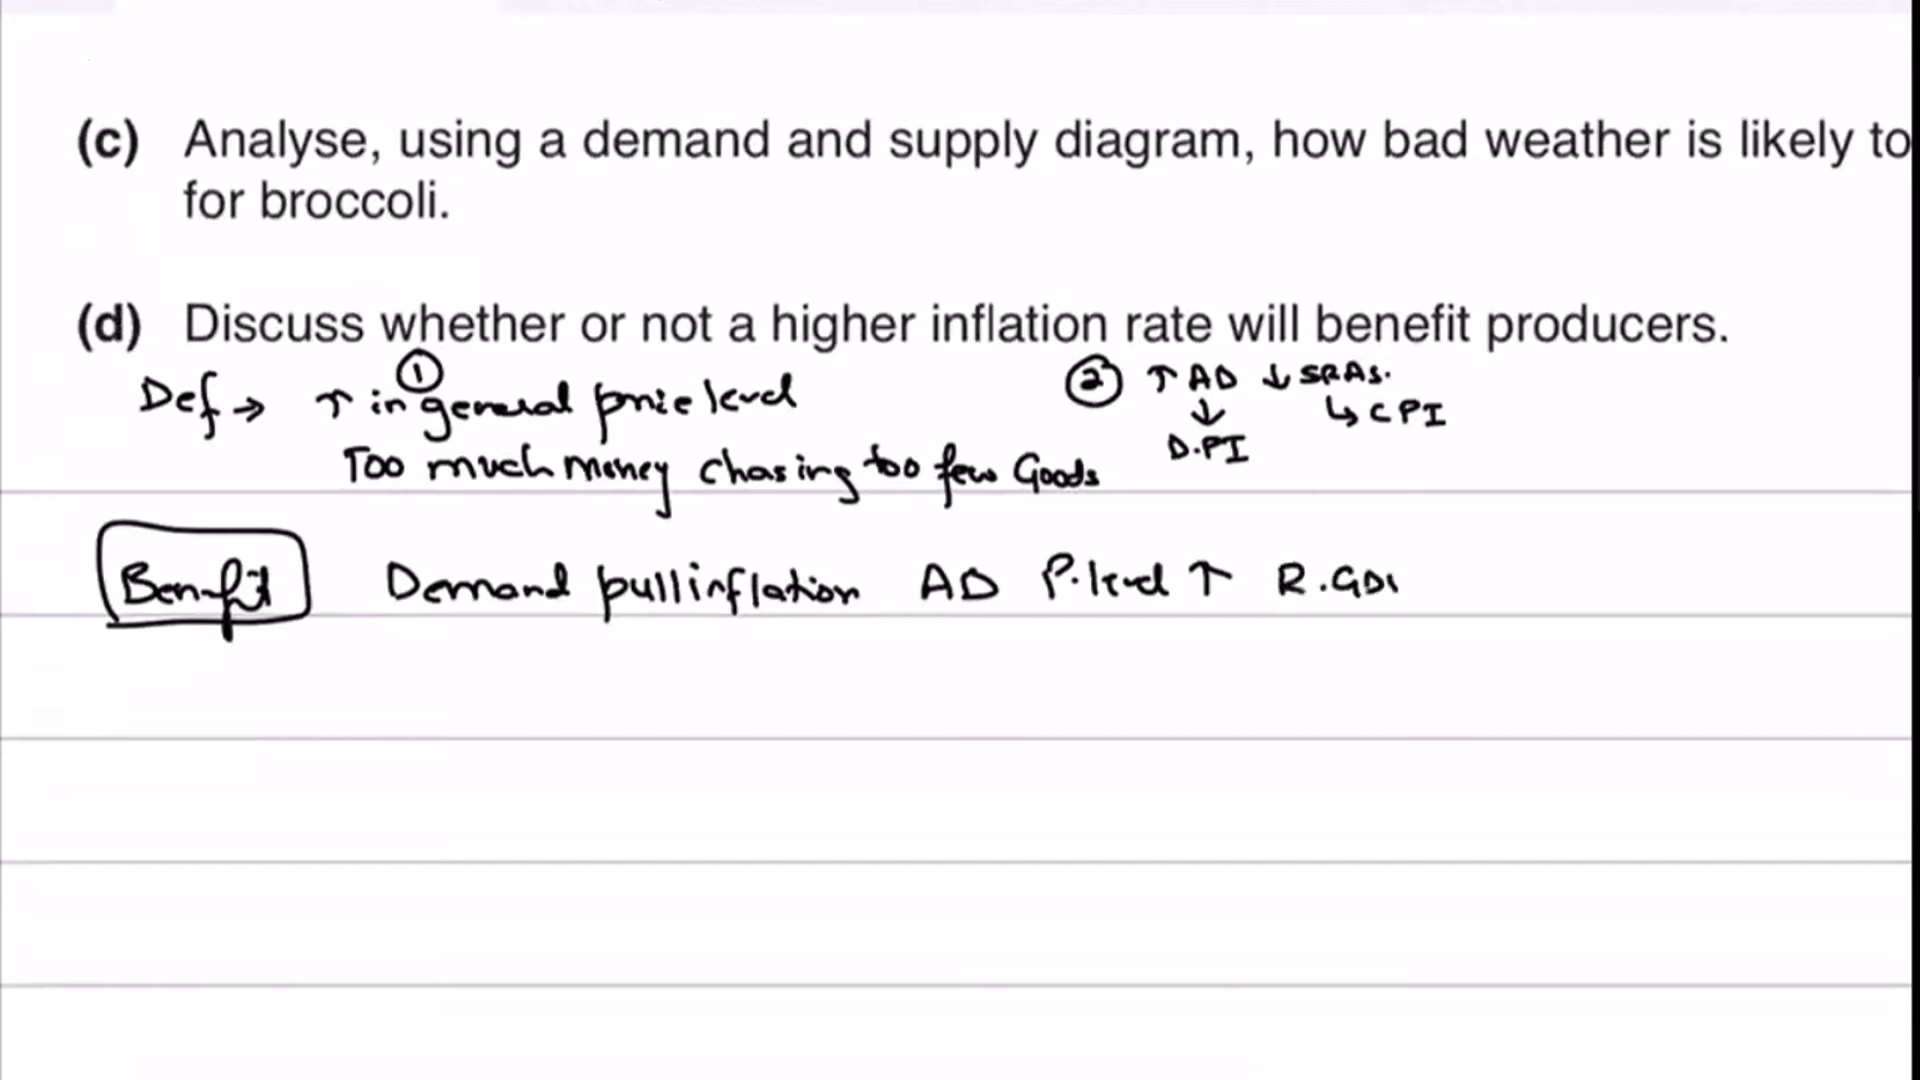 (c) Analyse, using a demand and supply diagram, how bad weather is likely to
for broccoli.
(d) Discuss whether or not a higher inflation rate will benefit producers.
Def → ↑ in ① general price level
② ↑ AD ↓ SRAS.
↓ ↳ CPI
D.PI
Too much money chasing too few Goods
Benefit Demand pull inflation AD P.level ↑ R.GD